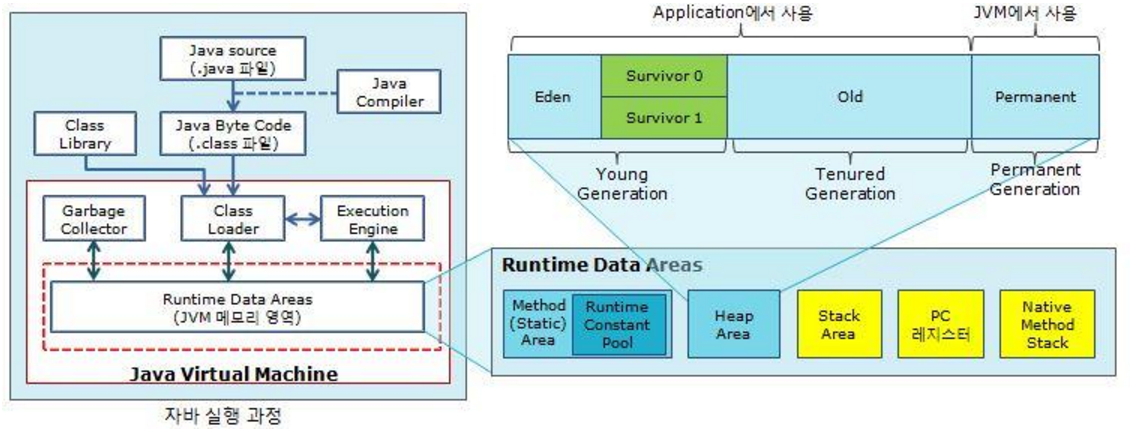 Java source
(.java 파일)
Java
Compiler
Class
Library
Java Byte Code
(.class 파일)
Garbage
Collector
Class
Loader
Execution
Engine
Runtime Data Areas
(JVM 메모리 영역)
Java Virtual Machine
자바 실행 과정
Application에서 사용
JVM에서 사용
Eden
Survivor 0
Survivor 1
Old
Permanent
Young
Generation
Tenured
Generation
Permanent
Generation
Runtime Data Areas
Method
(Static)
Area
Runtime
Constant
Pool
Heap
Area
Stack
Area
PC
레지스터
Native
Method
Stack